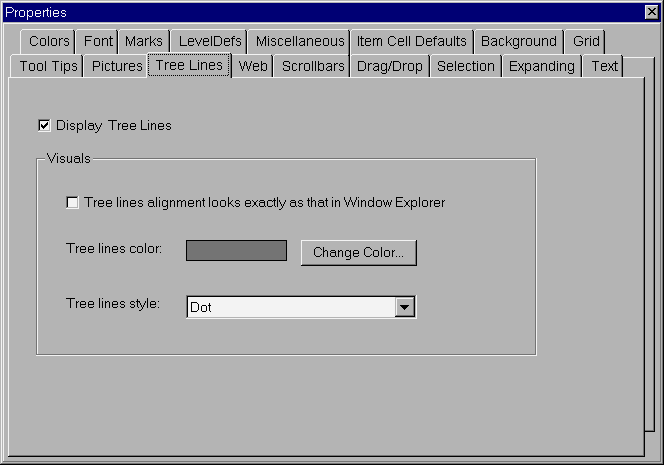 Properties
Colors Font Marks LevelDefs Miscellaneous Item Cell Defaults Background Grid
Tool Tips Pictures Tree Lines Web Scrollbars Drag/Drop Selection Expanding Text
Display Tree Lines
Visuals
Tree lines alignment looks exactly as that in Window Explorer
Tree lines color: Change Color...
Tree lines style: Dot